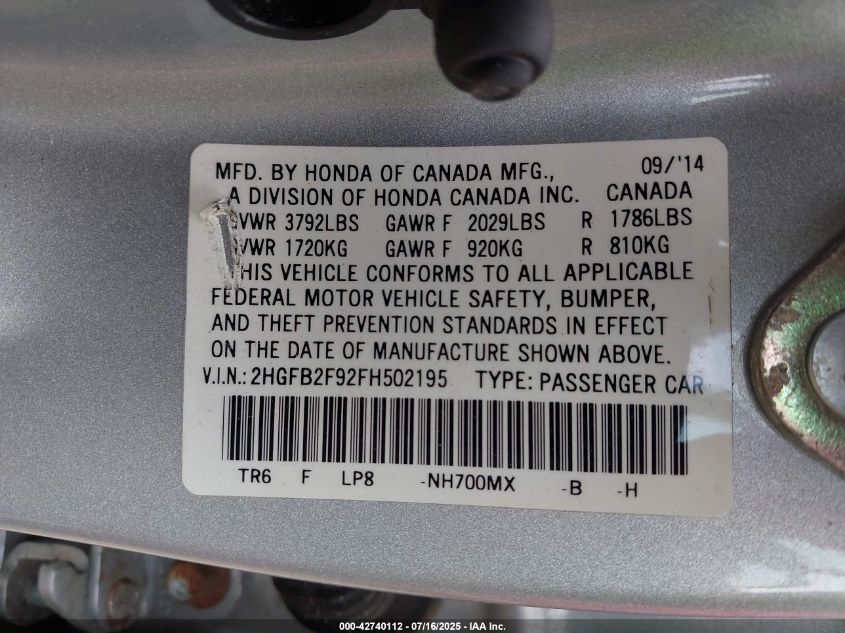 MFD. BY HONDA OF CANADA MFG., 09/'14
A DIVISION OF HONDA CANADA INC. CANADA
GVWR 3792LBS GAWR F 2029LBS R 1786LBS
GVWR 1720KG GAWR F 920KG R 810KG
THIS VEHICLE CONFORMS TO ALL APPLICABLE
FEDERAL MOTOR VEHICLE SAFETY, BUMPER,
AND THEFT PREVENTION STANDARDS IN EFFECT
ON THE DATE OF MANUFACTURE SHOWN ABOVE.
V.I.N.: 2HGFB2F92FH502195 TYPE: PASSENGER CAR
TR6 F LP8 -NH700MX -B -H
000-42740112 - 07/16/2025 - IAA Inc.